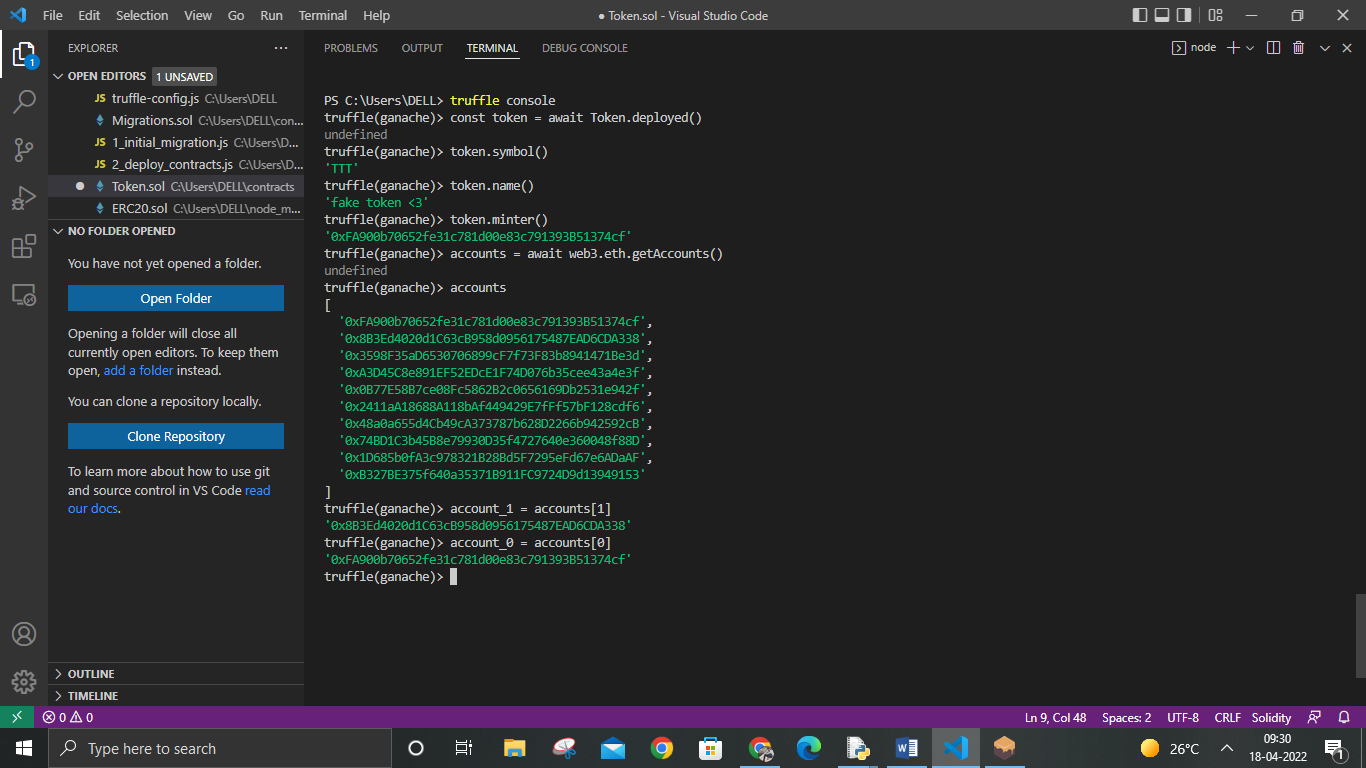 File Edit Selection View Go Run Terminal Help
● Token.sol - Visual Studio Code
EXPLORER
1
OPEN EDITORS 1 UNSAVED
JS truffle-config.js C:\Users\DELL
Migrations.sol C:\Users\DELL\con...
JS 1_initial_migration.js C:\Users\D...
JS 2_deploy_contracts.js C:\Users\D...
● Token.sol C:\Users\DELL\contracts
ERC20.sol C:\Users\DELL\node_m...
NO FOLDER OPENED
You have not yet opened a folder.
Open Folder
Opening a folder will close all
currently open editors. To keep them
open, add a folder instead.
You can clone a repository locally.
Clone Repository
To learn more about how to use git
and source control in VS Code read
our docs.
OUTLINE
TIMELINE
PROBLEMS OUTPUT TERMINAL DEBUG CONSOLE
node
PS C:\Users\DELL> truffle console
truffle(ganache)> const token = await Token.deployed()
undefined
truffle(ganache)> token.symbol()
'TTT'
truffle(ganache)> token.name()
'fake token <3'
truffle(ganache)> token.minter()
'0xFA900b70652fe31c781d00e83c791393B51374cf'
truffle(ganache)> accounts = await web3.eth.getAccounts()
undefined
truffle(ganache)> accounts
[
'0xFA900b70652fe31c781d00e83c791393B51374cf',
'0x8B3Ed4020d1C63cB958d0956175487EAD6CDA338',
'0x3598F35aD6530706899cF7f73F83b8941471Be3d',
'0xA3D45C8e891EF52EDcE1F74D076b35cee43a4e3f',
'0x0B77E58B7ce08Fc5862B2c0656169Db2531e942f',
'0x2411aA18688A118bAf449429E7fFf57bF128cdf6',
'0x48a0a655d4Cb49cA373787b628D2266b942592cB',
'0x74BD1C3b45B8e79930D35f4727640e360048f88D',
'0x1D685b0fA3c978321B28Bd5F7295eFd67e6ADaAF',
'0xB327BE375f640a35371B911FC9724D9d13949153'
]
truffle(ganache)> account_1 = accounts[1]
'0x8B3Ed4020d1C63cB958d0956175487EAD6CDA338'
truffle(ganache)> account_0 = accounts[0]
'0xFA900b70652fe31c781d00e83c791393B51374cf'
truffle(ganache)>
0 0
Ln 9, Col 48 Spaces: 2 UTF-8 CRLF Solidity
Type here to search
26°C
09:30
18-04-2022
1